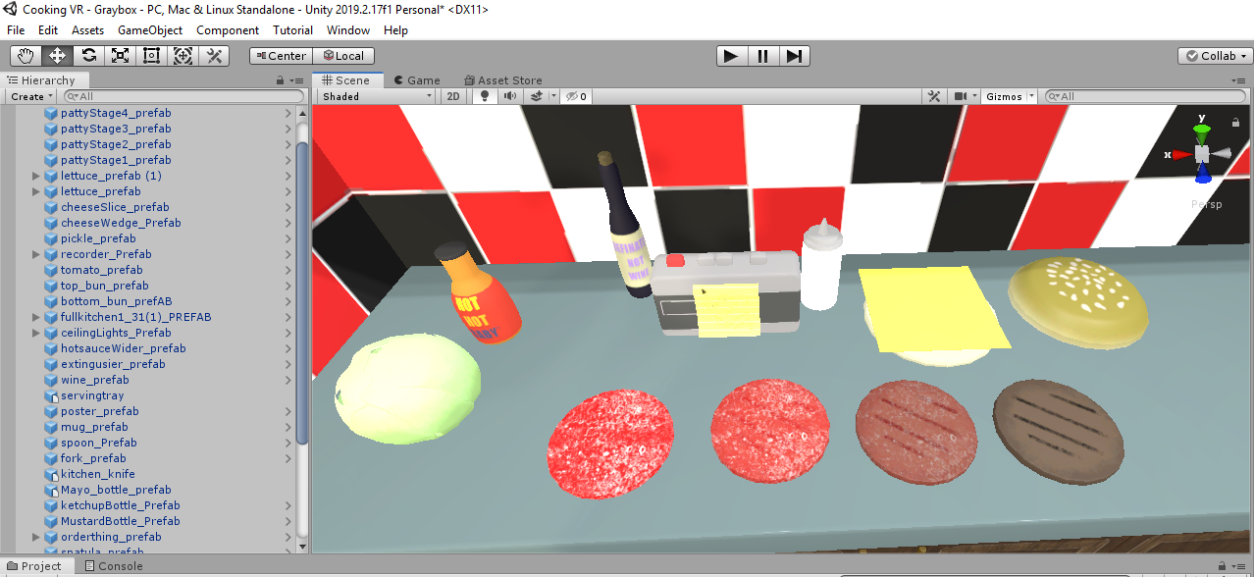 Cooking VR - Graybox - PC, Mac & Linux Standalone - Unity 2019.2.17f1 Personal* <DX11>
File Edit Assets GameObject Component Tutorial Window Help
Center Local Collab
Hierarchy Scene Game Asset Store
Create All Shaded 2D 0 Gizmos All
pattyStage4_prefab
pattyStage3_prefab
pattyStage2_prefab
pattyStage1_prefab
lettuce_prefab (1)
lettuce_prefab
cheeseSlice_prefab
cheeseWedge_Prefab
pickle_prefab
recorder_Prefab
tomato_prefab
top_bun_prefab
bottom_bun_prefAB
fullkitchen1_31(1)_PREFAB
ceilingLights_Prefab
hotsauceWider_prefab
extingusier_prefab
wine_prefab
servingtray
poster_prefab
mug_prefab
spoon_Prefab
fork_prefab
kitchen_knife
Mayo_bottle_prefab
ketchupBottle_Prefab
MustardBottle_Prefab
orderthing_prefab
spatula_prefab
y
x
Persp
NOT
WINE
HOT
HOT
Project Console